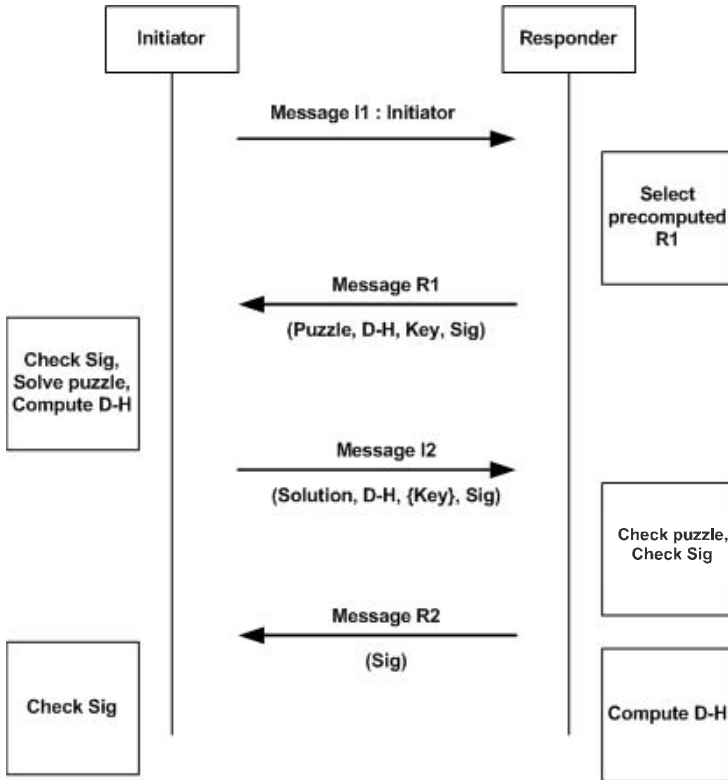 Initiator
Responder
Message I1 : Initiator
Select
precomputed
R1
Message R1
(Puzzle, D-H, Key, Sig)
Check Sig,
Solve puzzle,
Compute D-H
Message I2
(Solution, D-H, {Key}, Sig)
Check puzzle,
Check Sig
Message R2
(Sig)
Check Sig
Compute D-H